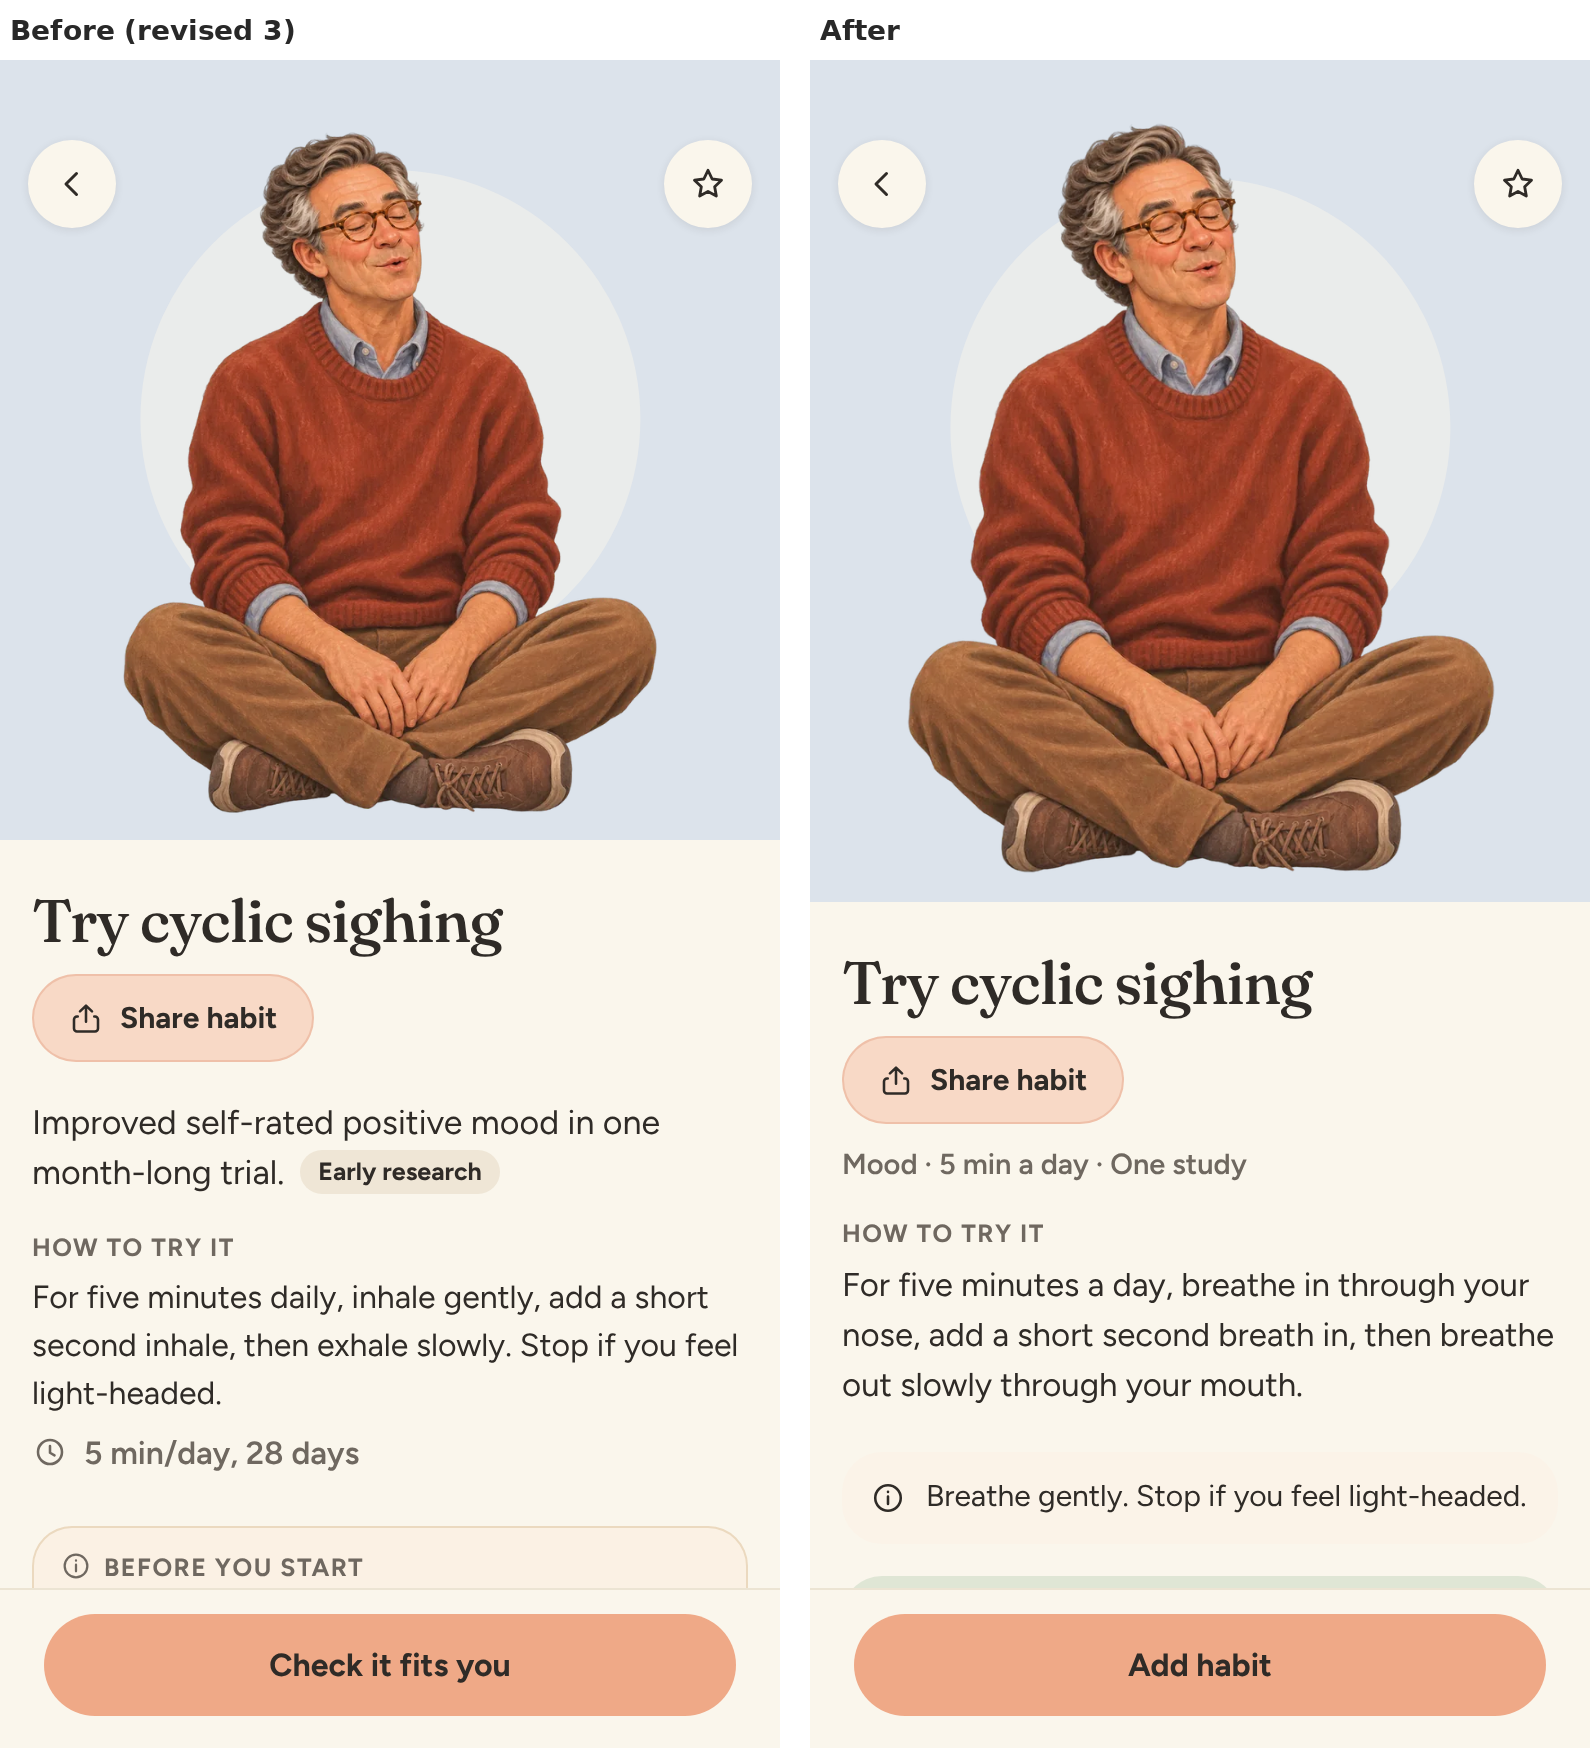 Before (revised 3)
Try cyclic sighing
Share habit
Improved self-rated positive mood in one
month-long trial. Early research
HOW TO TRY IT
For five minutes daily, inhale gently, add a short
second inhale, then exhale slowly. Stop if you feel
light-headed.
5 min/day, 28 days
BEFORE YOU START
Check it fits you
After
Try cyclic sighing
Share habit
Mood · 5 min a day · One study
HOW TO TRY IT
For five minutes a day, breathe in through your
nose, add a short second breath in, then breathe
out slowly through your mouth.
Breathe gently. Stop if you feel light-headed.
Add habit